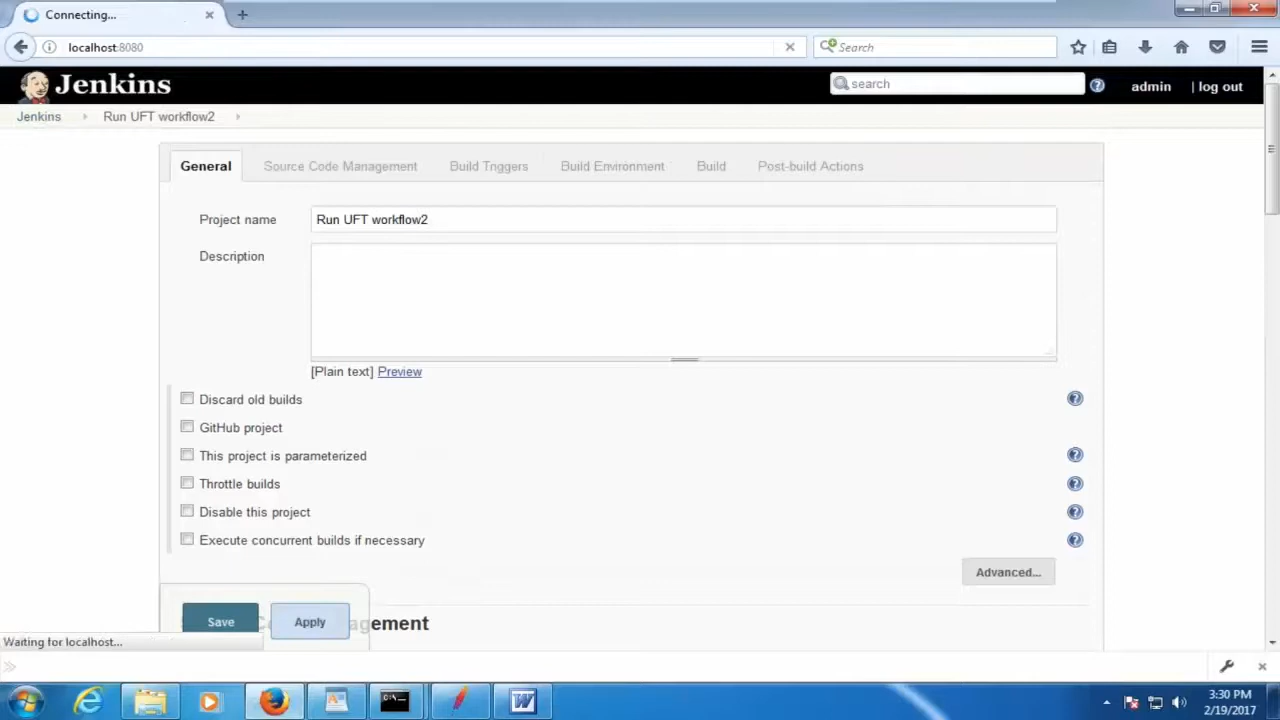 Connecting...
localhost:8080
Search
Jenkins
search
admin
| log out
Jenkins
Run UFT workflow2
General
Source Code Management
Build Triggers
Build Environment
Build
Post-build Actions
Project name
Run UFT workflow2
Description
[Plain text] Preview
Discard old builds
GitHub project
This project is parameterized
Throttle builds
Disable this project
Execute concurrent builds if necessary
Advanced...
Save
Apply
Waiting for localhost...
3:30 PM
2/19/2017